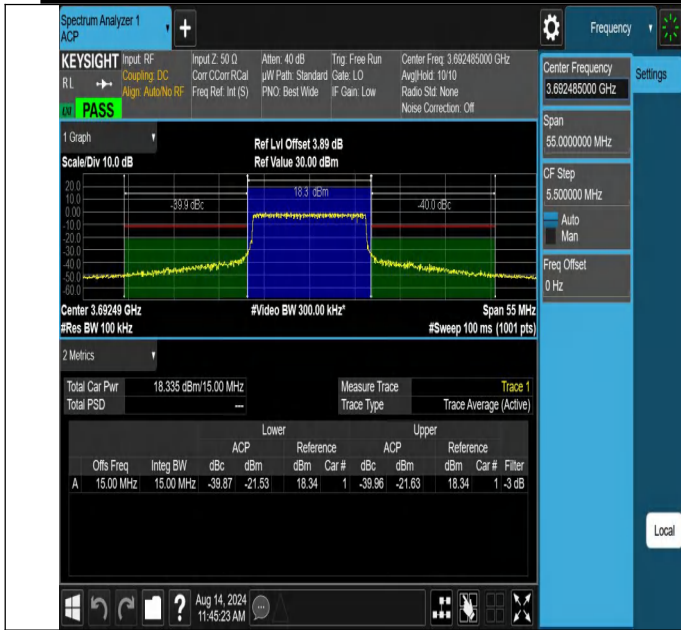 Spectrum Analyzer 1
ACP
+
Frequency
KEYSIGHT
RL
PASS
Input: RF
Coupling: DC
Align: Auto/No RF
Input Z: 50 Ω
Corr CCorr RCal
Freq Ref: Int (S)
Atten: 40 dB
µW Path: Standard
PNO: Best Wide
Trig: Free Run
Gate: LO
IF Gain: Low
Center Freq: 3.692485000 GHz
Avg|Hold: 10/10
Radio Std: None
Noise Correction: Off
Center Frequency
3.692485000 GHz
Settings
Span
55.0000000 MHz
CF Step
5.500000 MHz
Auto
Man
Freq Offset
0 Hz
Local
1 Graph
Scale/Div 10.0 dB
Ref Lvl Offset 3.89 dB
Ref Value 30.00 dBm
20.0
10.0
0.00
-10.0
-20.0
-30.0
-40.0
-50.0
-60.0
-39.9 dBc
18.3 dBm
-40.0 dBc
Center 3.69249 GHz
#Video BW 300.00 kHz*
Span 55 MHz
#Res BW 100 kHz
#Sweep 100 ms (1001 pts)
2 Metrics
Total Car Pwr 18.335 dBm/15.00 MHz
Total PSD ---
Measure Trace Trace 1
Trace Type Trace Average (Active)
Lower Upper
ACP Reference ACP Reference
Offs Freq Integ BW dBc dBm dBm Car # dBc dBm dBm Car # Filter
A 15.00 MHz 15.00 MHz -39.87 -21.53 18.34 1 -39.96 -21.63 18.34 1 -3 dB
?
Aug 14, 2024
11:45:23 AM